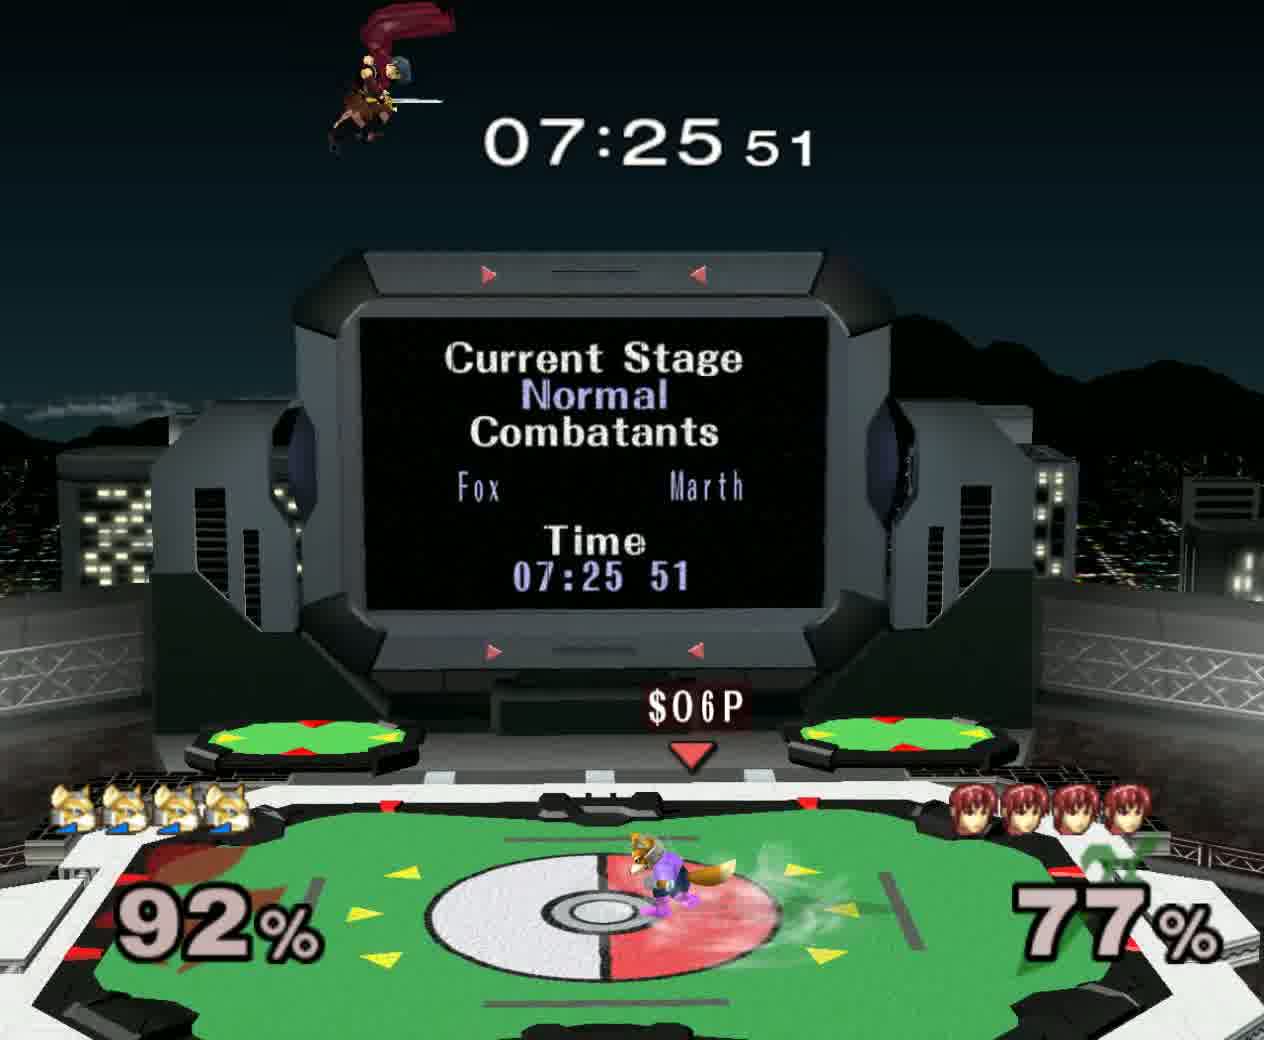 07:25 51
Current Stage
Normal
Combatants
Fox Marth
Time
07:25 51
$06P
92%
77%